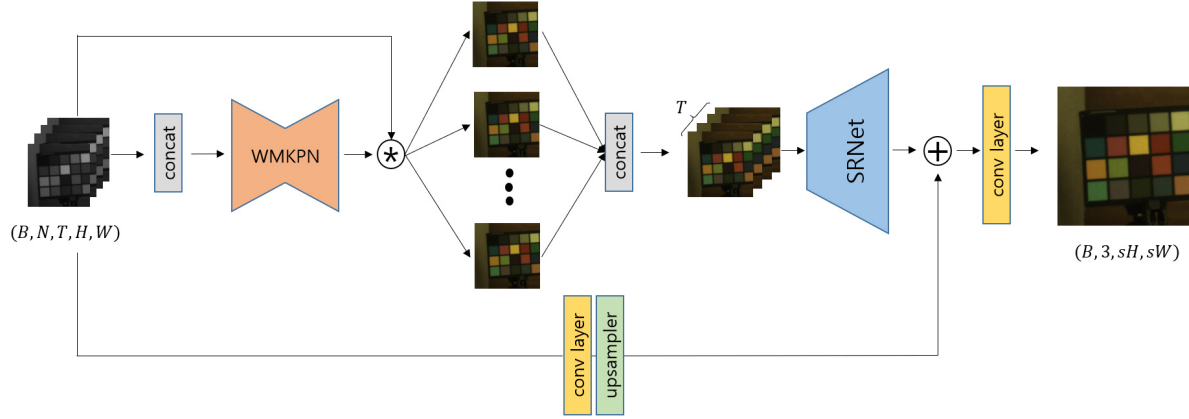 (B, N, T, H, W)
concat
WMKPN
*
concat
T
SRNet
+
conv layer
(B, 3, sH, sW)
conv layer
upsampler